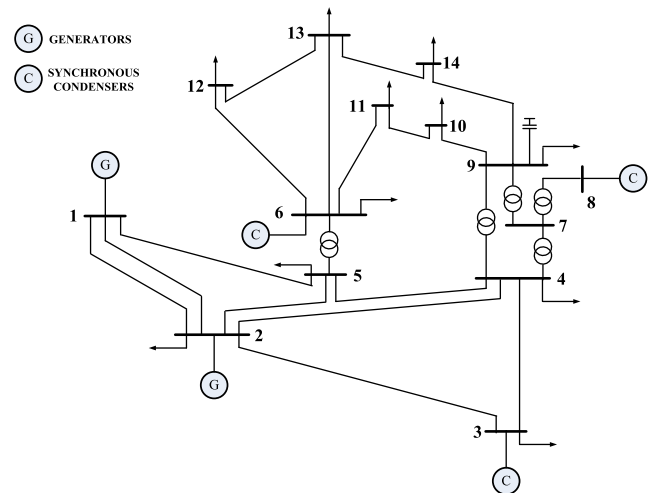 G GENERATORS
C SYNCHRONOUS
CONDENSERS
13
14
12
11
10
9
G
C
8
1
6
7
C
5
4
2
G
3
C